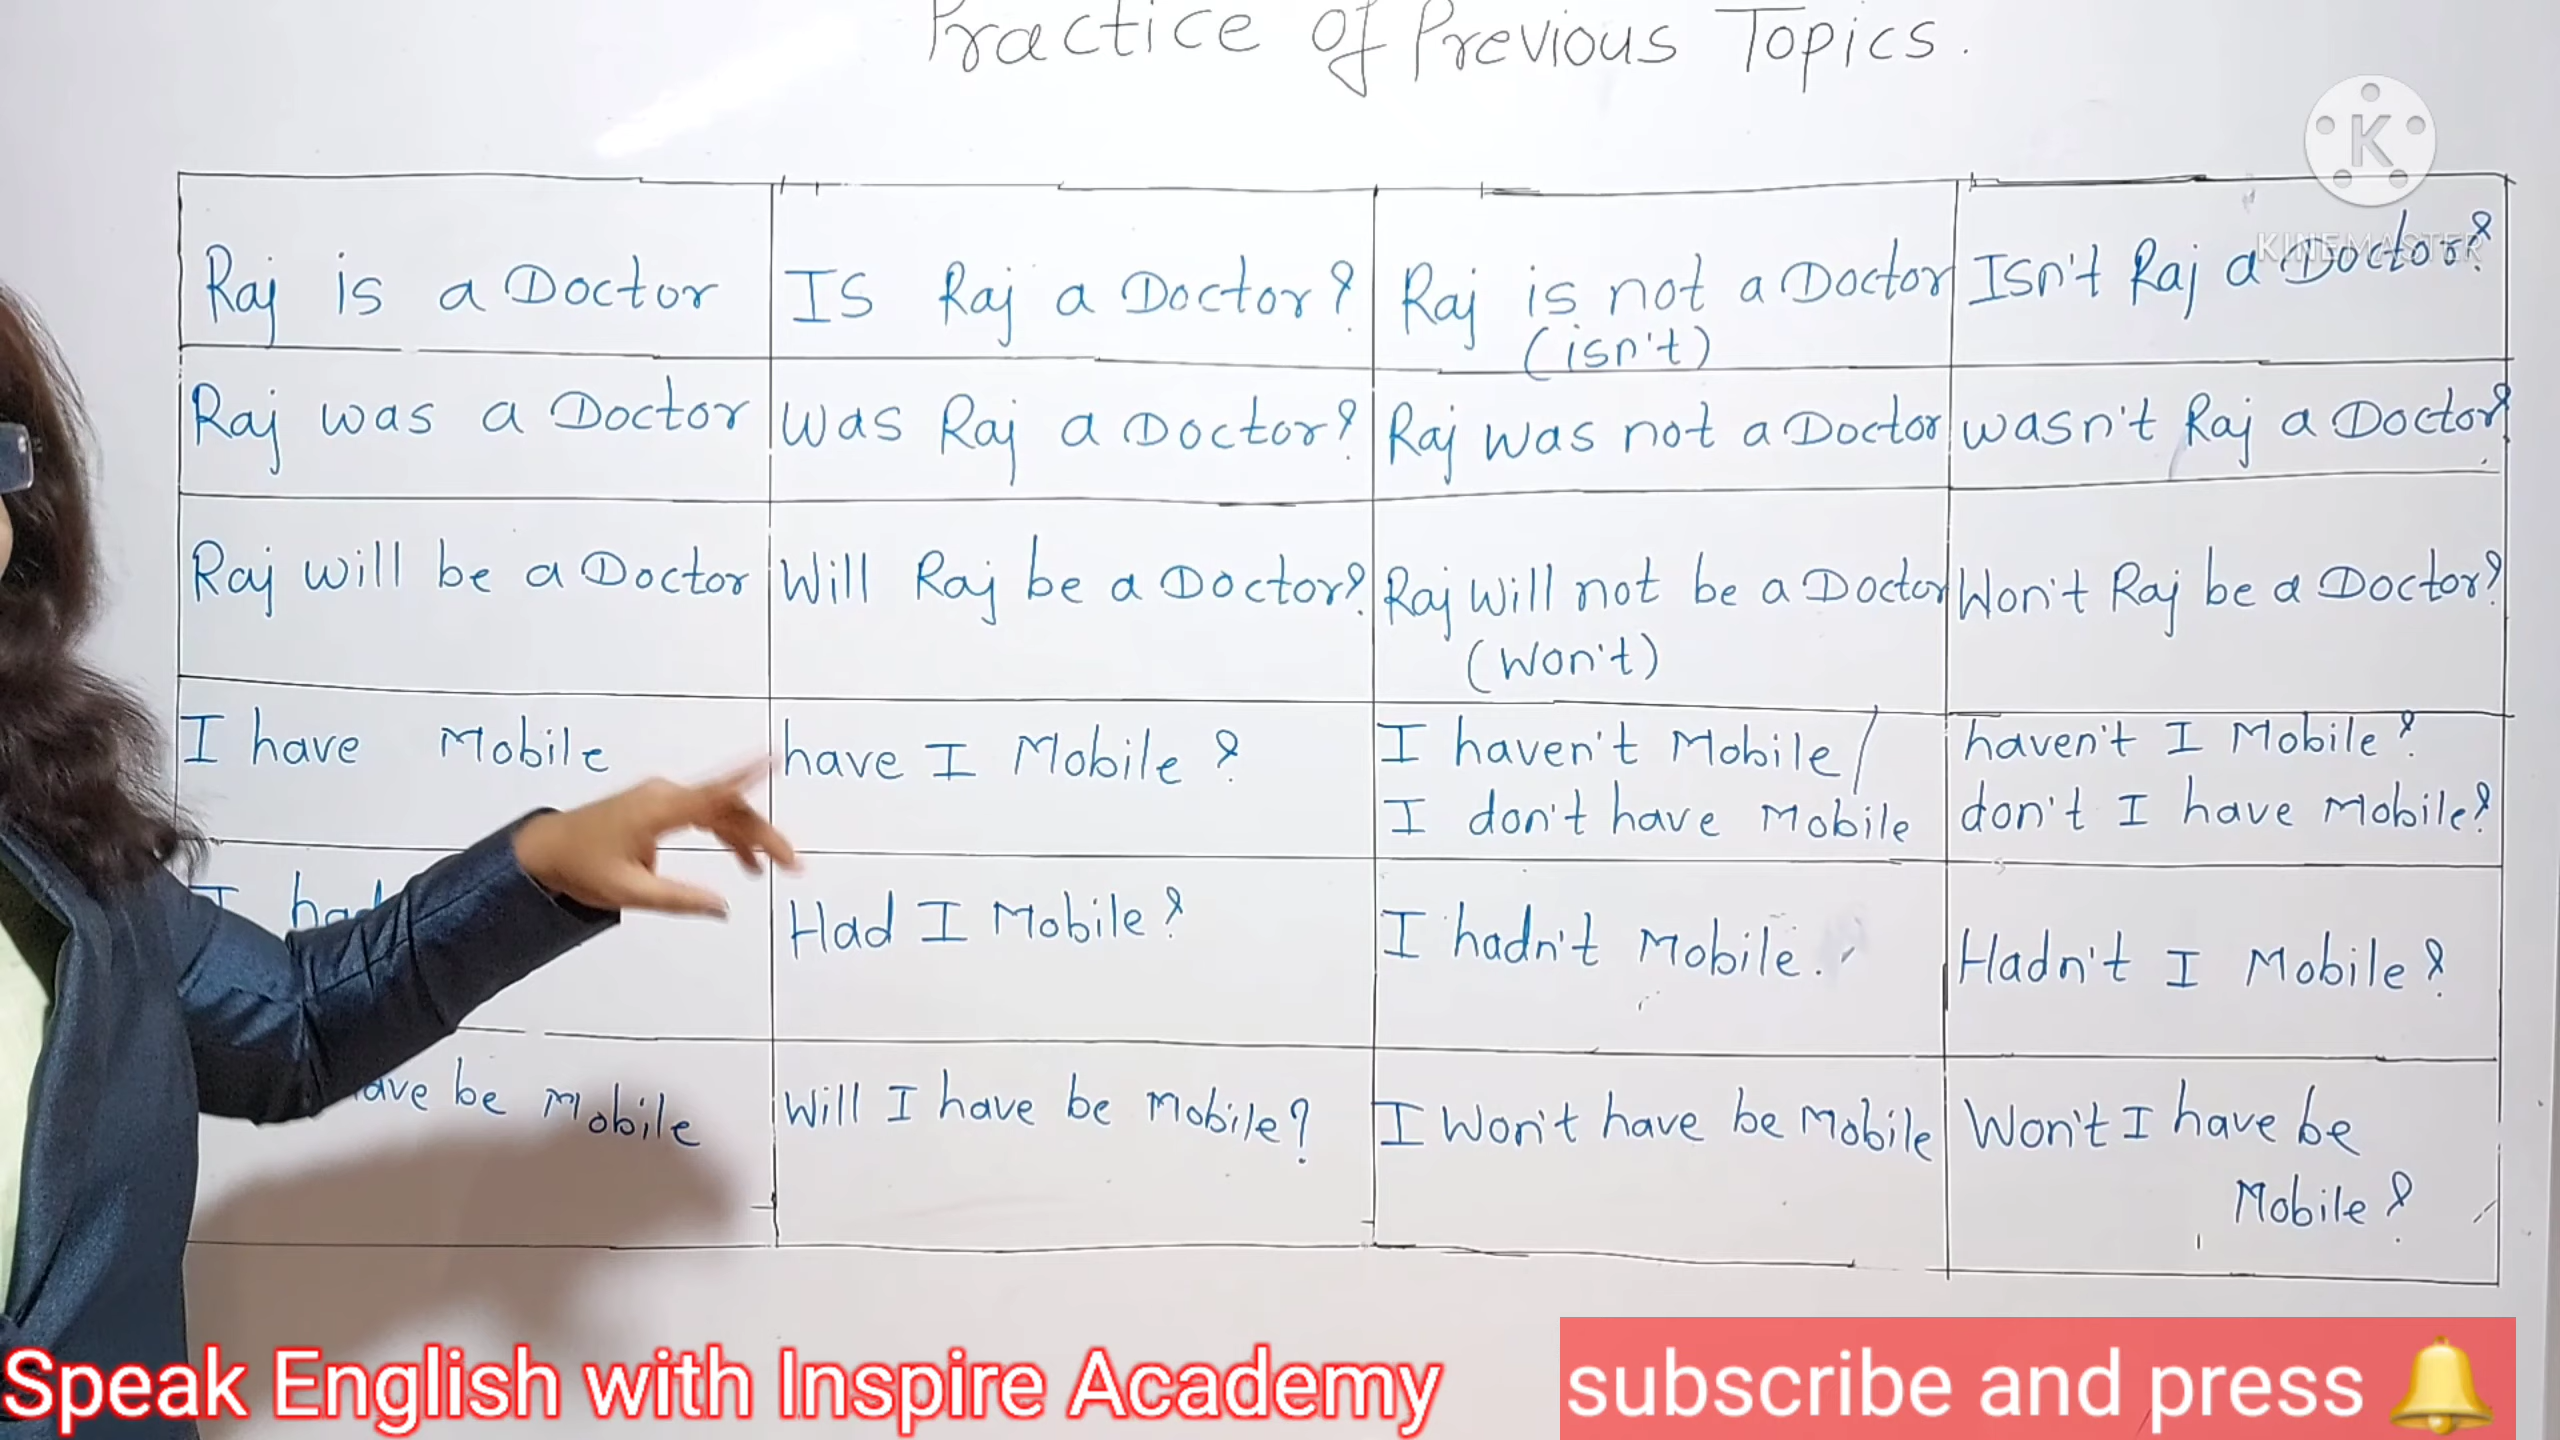 Practice of Previous Topics.
K
KINEMASTER
Raj is a Doctor
IS Raj a Doctor?
Raj is not a Doctor
(isn't)
Isn't Raj a Doctor?
Raj was a Doctor
Was Raj a Doctor?
Raj was not a Doctor
wasn't Raj a Doctor?
Raj will be a Doctor
Will Raj be a Doctor?
Raj will not be a Doctor
(won't)
Won't Raj be a Doctor?
I have Mobile
have I Mobile?
I haven't Mobile/
I don't have Mobile
haven't I Mobile?
don't I have Mobile?
I had
Had I Mobile?
I hadn't Mobile.
Hadn't I Mobile?
be Mobile
Will I have be Mobile?
I Won't have be Mobile
Won't I have be
Mobile?
Speak English with Inspire Academy
subscribe and press